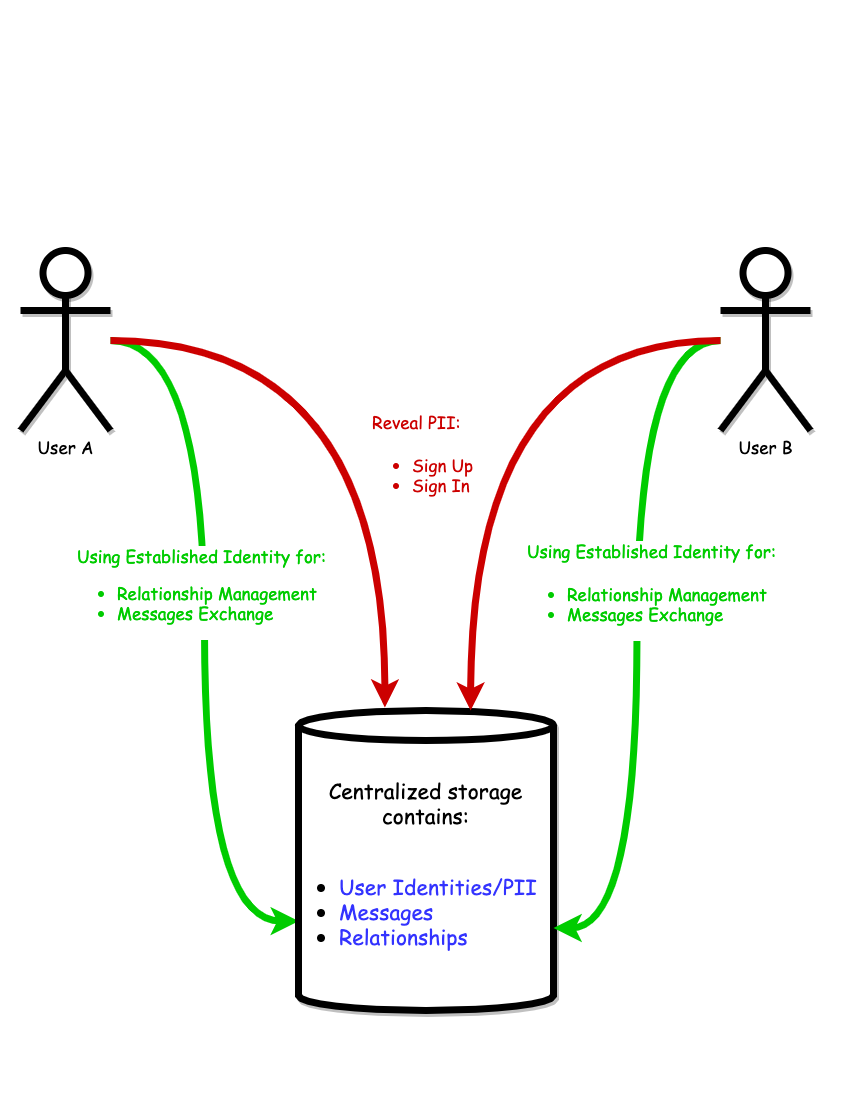 User A
User B
Reveal PII:
• Sign Up
• Sign In
Using Established Identity for:
• Relationship Management
• Messages Exchange
Using Established Identity for:
• Relationship Management
• Messages Exchange
Centralized storage
contains:
• User Identities/PII
• Messages
• Relationships